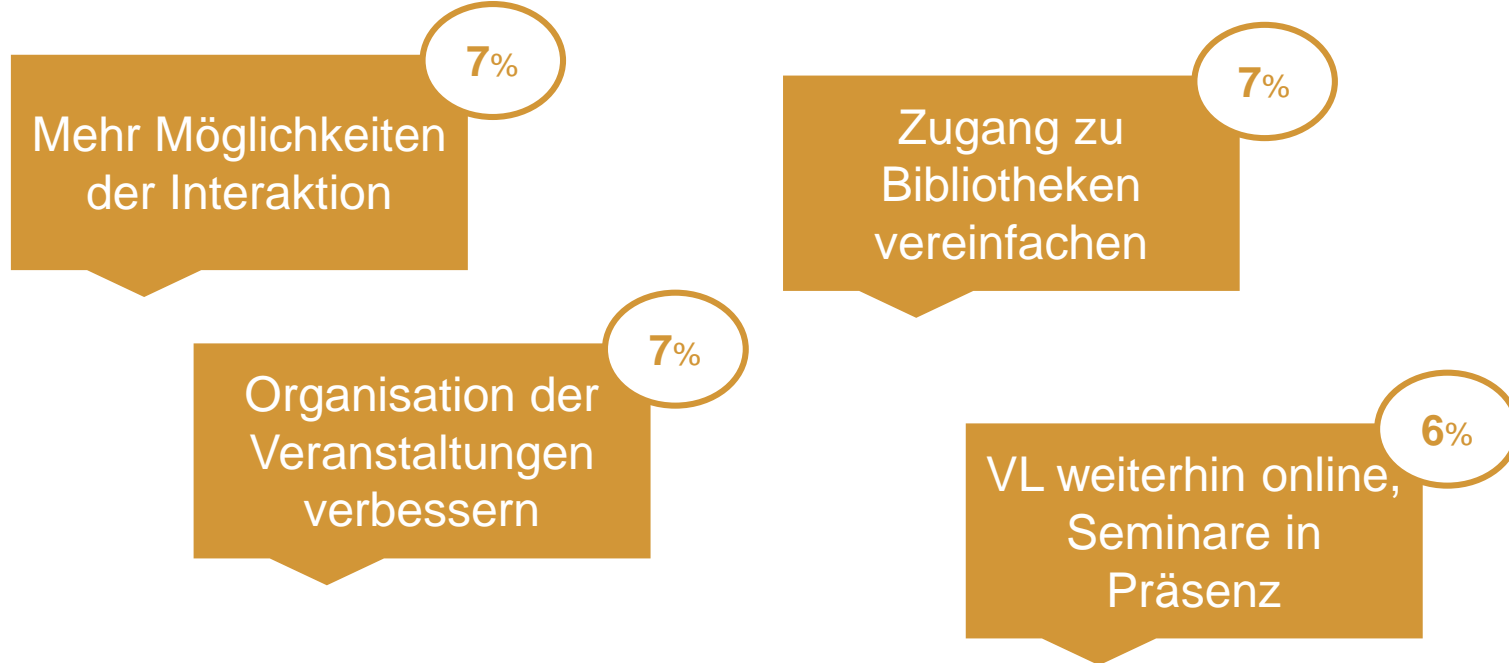 7%
Mehr Möglichkeiten
der Interaktion
7%
Zugang zu
Bibliotheken
vereinfachen
7%
Organisation der
Veranstaltungen
verbessern
6%
VL weiterhin online,
Seminare in
Präsenz